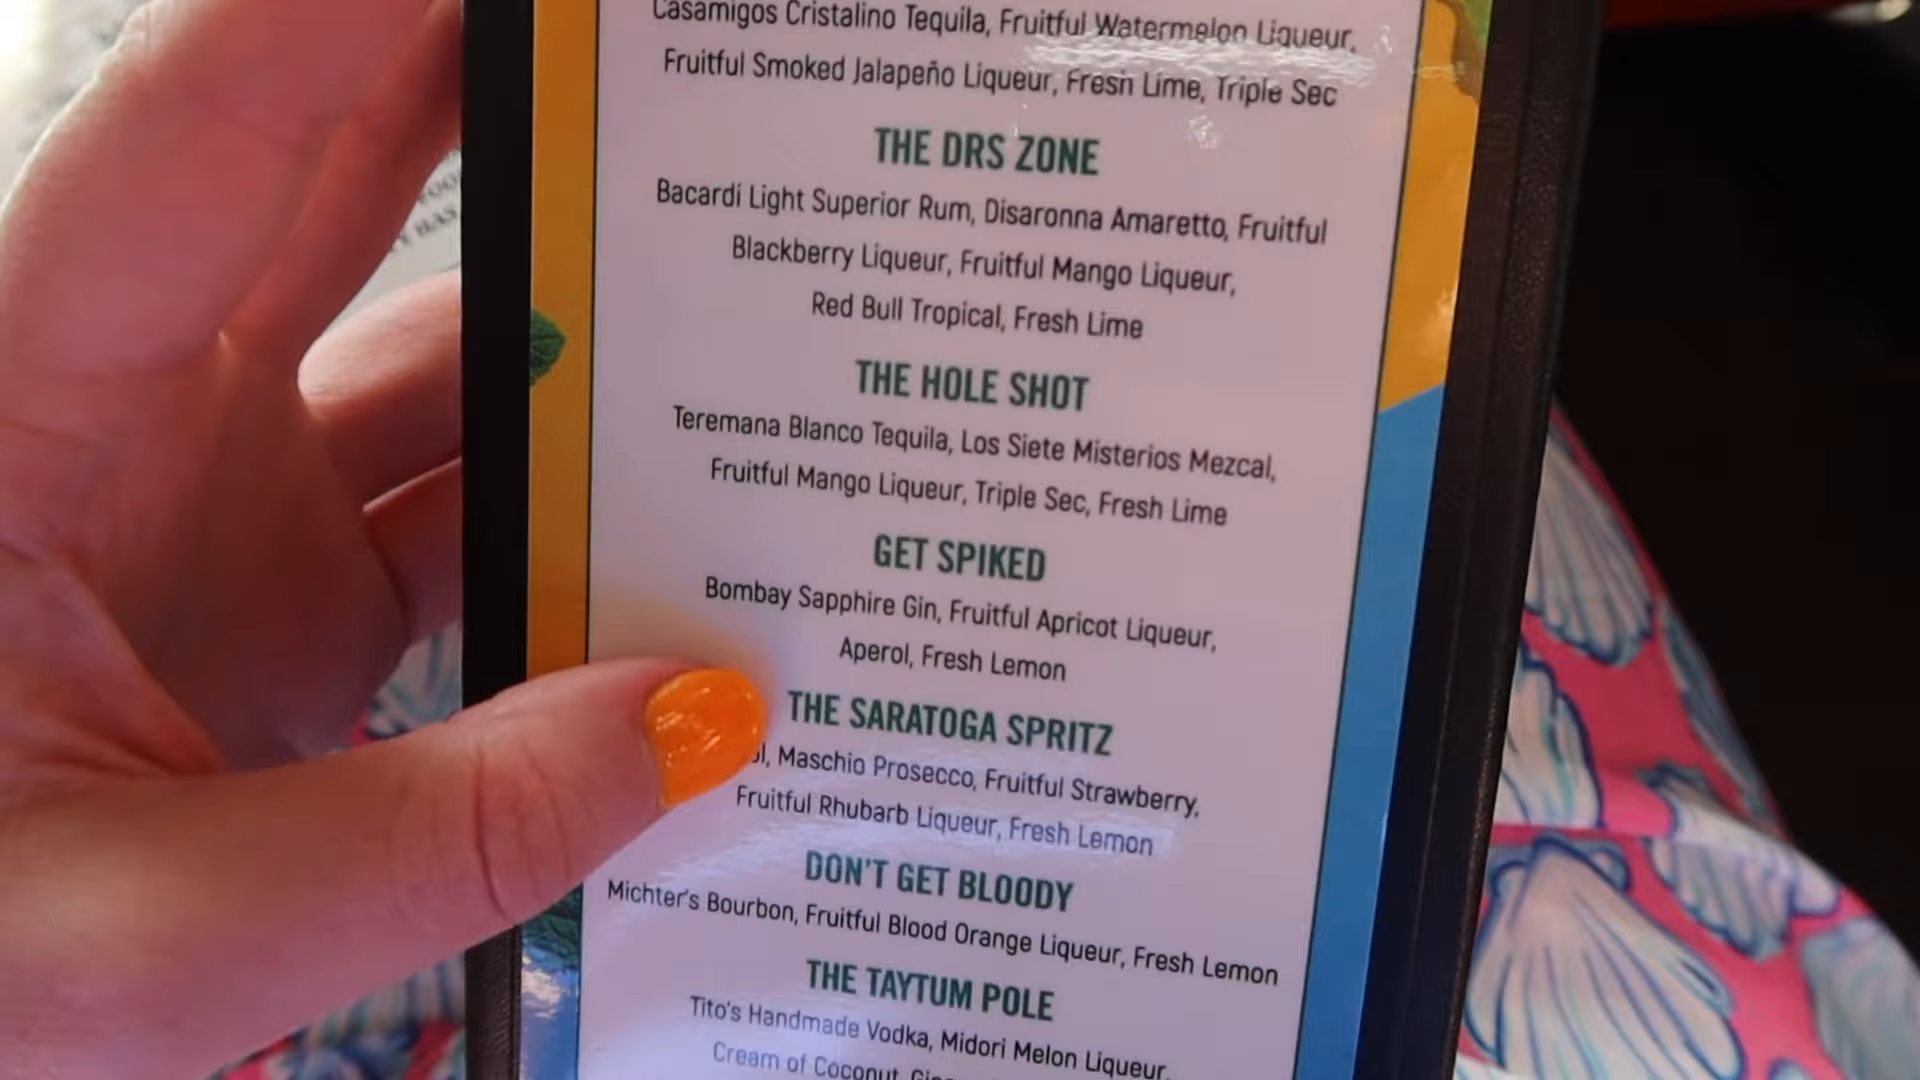 Casamigos Cristalino Tequila, Fruitful Watermelon Liqueur,
Fruitful Smoked Jalapeño Liqueur, Fresh Lime, Triple Sec
THE DRS ZONE
Bacardi Light Superior Rum, Disaronna Amaretto, Fruitful
Blackberry Liqueur, Fruitful Mango Liqueur,
Red Bull Tropical, Fresh Lime
THE HOLE SHOT
Teremana Blanco Tequila, Los Siete Misterios Mezcal,
Fruitful Mango Liqueur, Triple Sec, Fresh Lime
GET SPIKED
Bombay Sapphire Gin, Fruitful Apricot Liqueur,
Aperol, Fresh Lemon
THE SARATOGA SPRITZ
Maschio Prosecco, Fruitful Strawberry,
Fruitful Rhubarb Liqueur, Fresh Lemon
DON'T GET BLOODY
Michter's Bourbon, Fruitful Blood Orange Liqueur, Fresh Lemon
THE TAYTUM POLE
Tito's Handmade Vodka, Midori Melon Liqueur,
Cream of Coconut,